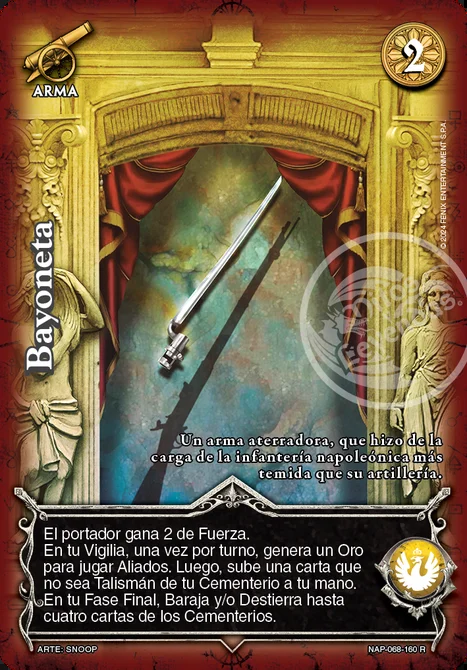 2
ARMA
© 2024 FENIX ENTERTAINMENT S.P.A.
Bayoneta
Mitos y
Leyendas
Un arma aterradora, que hizo de la
carga de la infantería napoleónica más
temida que su artillería.
El portador gana 2 de Fuerza.
En tu Vigilia, una vez por turno, genera un Oro
para jugar Aliados. Luego, sube una carta que
no sea Talismán de tu Cementerio a tu mano.
En tu Fase Final, Baraja y/o Destierra hasta
cuatro cartas de los Cementerios.
ARTE: SNOOP
NAP-068-160 R